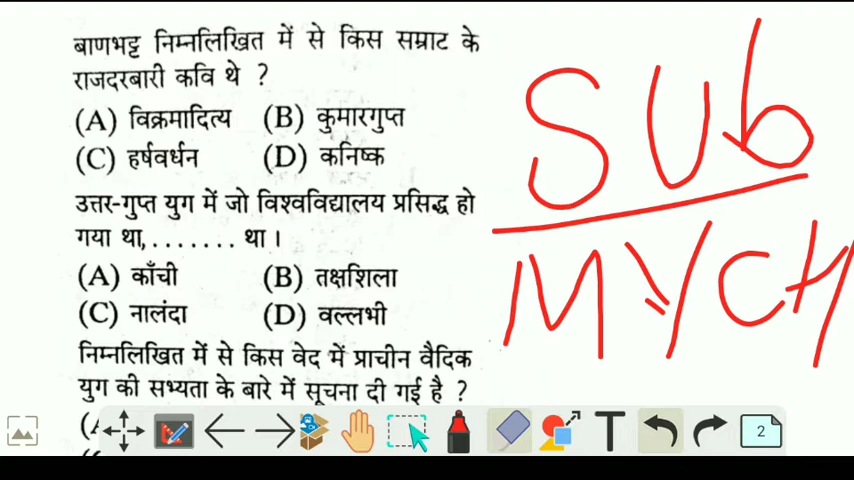 बाणभट्ट निम्नलिखित में से किस सम्राट के
राजदरबारी कवि थे ?
(A) विक्रमादित्य (B) कुमारगुप्त
(C) हर्षवर्धन (D) कनिष्क
उत्तर-गुप्त युग में जो विश्वविद्यालय प्रसिद्ध हो
गया था, . . . . . . . था ।
(A) काँची (B) तक्षशिला
(C) नालंदा (D) वल्लभी
निम्नलिखित में से किस वेद में प्राचीन वैदिक
युग की सभ्यता के बारे में सूचना दी गई है ?
SUb
MYCH
T
2